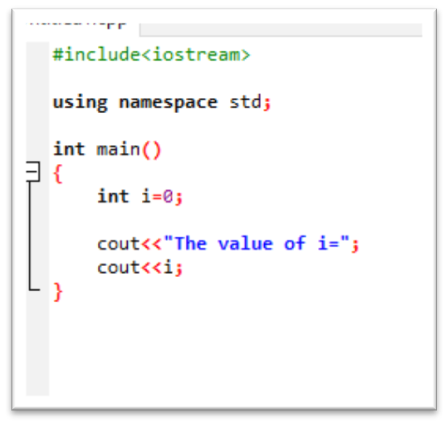 #include<iostream>
using namespace std;
int main()
{
int i=0;
cout<<"The value of i=";
cout<<i;
}